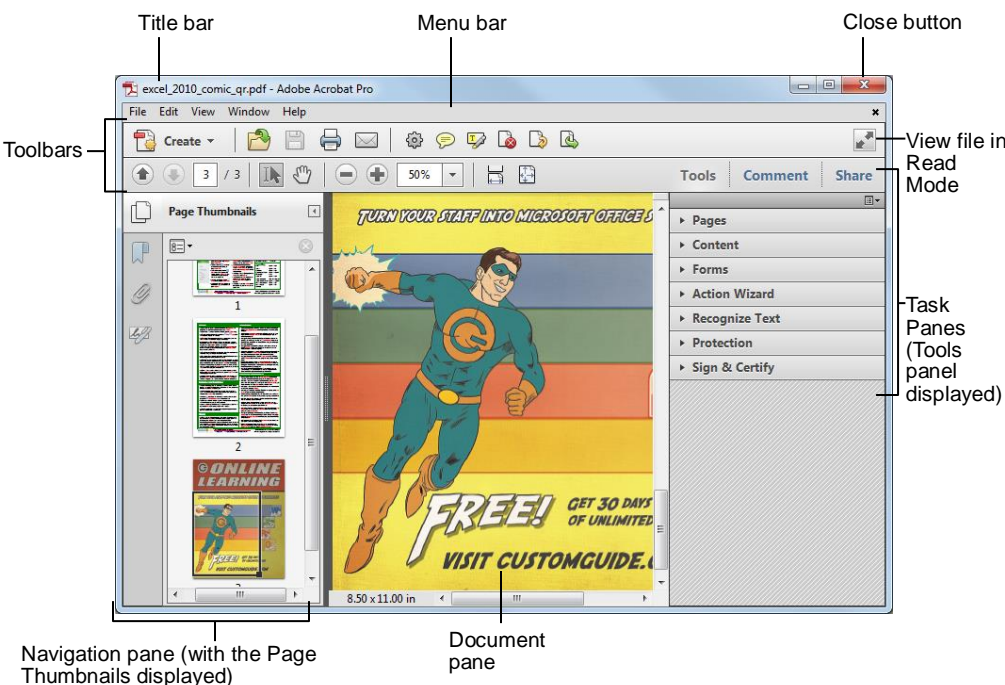 Title bar
Menu bar
Close button
excel_2010_comic_qr.pdf - Adobe Acrobat Pro
File Edit View Window Help
Toolbars
Create
View file in
Read
Mode
3 / 3
50%
Tools Comment Share
Page Thumbnails
TURN YOUR STAFF INTO MICROSOFT OFFICE
Pages
Content
Forms
Action Wizard
Recognize Text
Protection
Sign & Certify
Task
Panes
(Tools
panel
displayed)
1
2
G
ONLINE
LEARNING
FREE!
VISIT CUSTOMGUIDE
G
FREE!
GET 30 DAYS
OF UNLIMITED
VISIT CUSTOMGUIDE.
8.50 x 11.00 in
Navigation pane (with the Page
Thumbnails displayed)
Document
pane